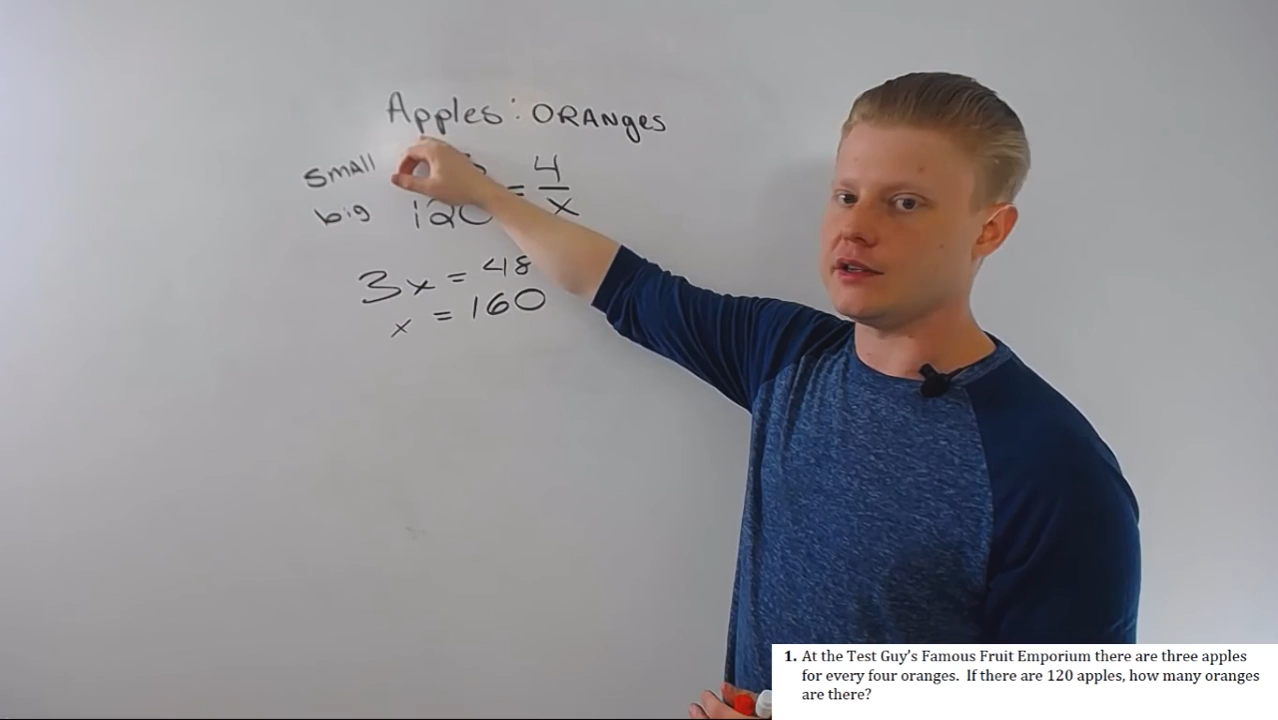 Apples : ORANges
SMAll = 4
big 120 x
3x = 48
x = 160
1. At the Test Guy's Famous Fruit Emporium there are three apples
for every four oranges. If there are 120 apples, how many oranges
are there?